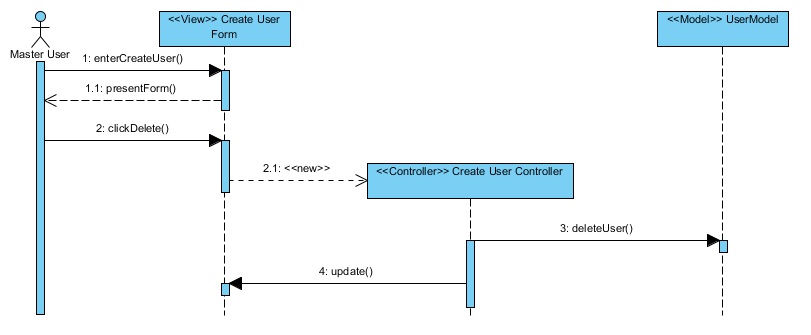 <<View>> Create User
Form
<<Model>> UserModel
Master User
1: enterCreateUser()
1.1: presentForm()
2: clickDelete()
2.1: <<new>>
<<Controller>> Create User Controller
3: deleteUser()
4: update()